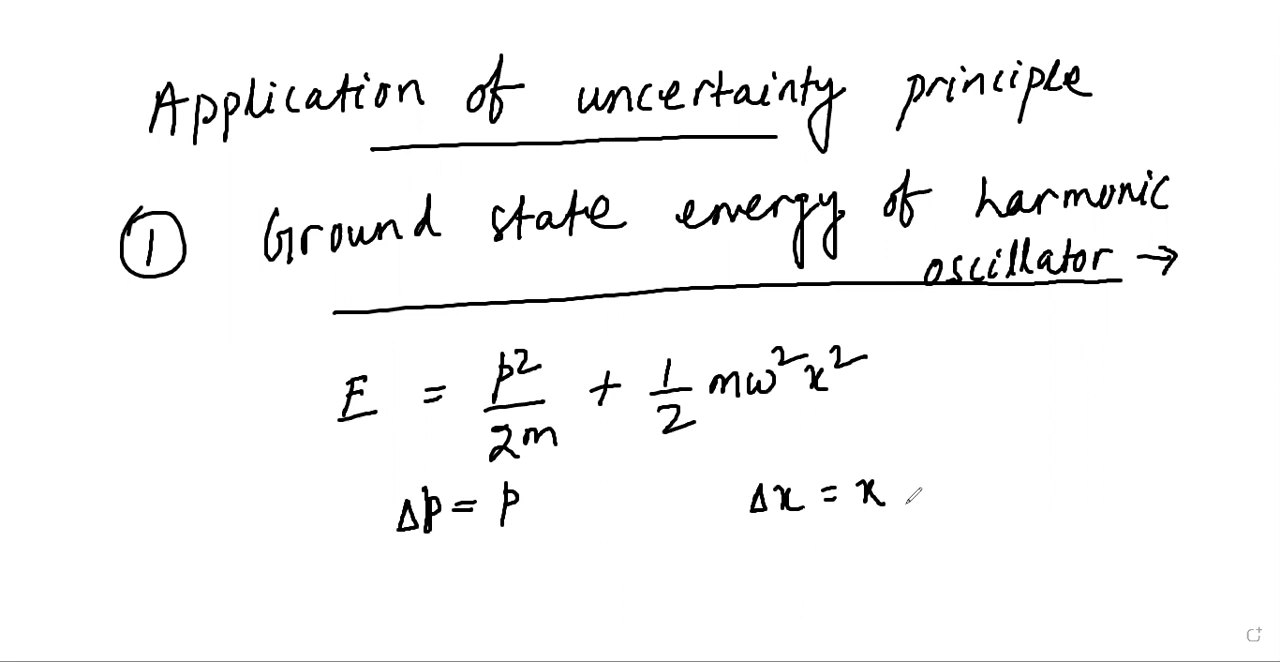 Application of uncertainty principle
① Ground state energy of harmonic
oscillator →
E = p²/2m + 1/2 mω²x²
Δp = p Δx = x